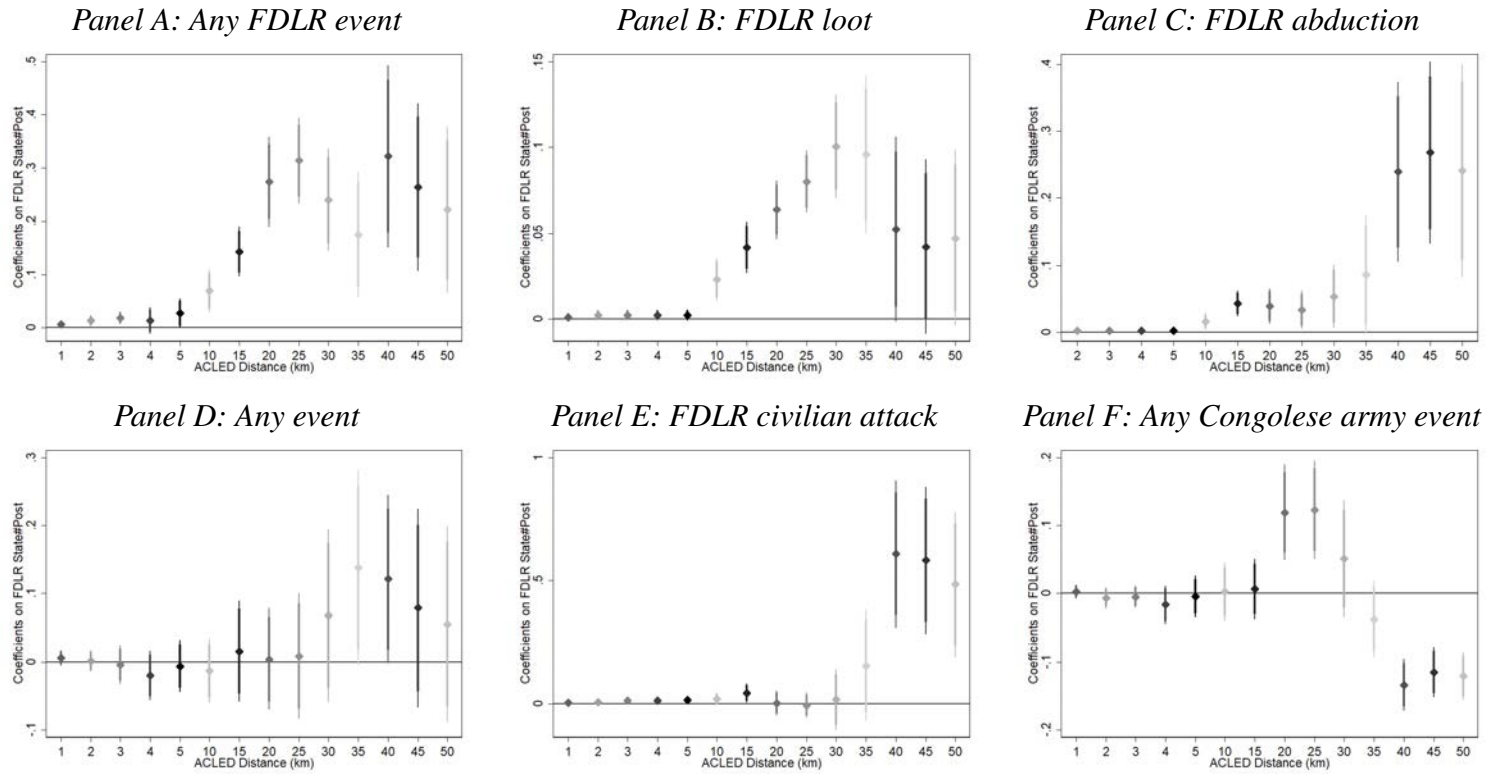 Panel A: Any FDLR event
Panel B: FDLR loot
Panel C: FDLR abduction
Coefficients on FDLR State#Post
.5
.4
.3
.2
.1
0
1 2 3 4 5 10 15 20 25 30 35 40 45 50
ACLED Distance (km)
Coefficients on FDLR State#Post
.15
.1
.05
0
1 2 3 4 5 10 15 20 25 30 35 40 45 50
ACLED Distance (km)
Coefficients on FDLR State#Post
.4
.3
.2
.1
0
2 3 4 5 10 15 20 25 30 35 40 45 50
ACLED Distance (km)
Panel D: Any event
Panel E: FDLR civilian attack
Panel F: Any Congolese army event
Coefficients on FDLR State#Post
.3
.2
.1
0
-.1
1 2 3 4 5 10 15 20 25 30 35 40 45 50
ACLED Distance (km)
Coefficients on FDLR State#Post
1
.5
0
1 2 3 4 5 10 15 20 25 30 35 40 45 50
ACLED Distance (km)
Coefficients on FDLR State#Post
.2
.1
0
-.1
-.2
1 2 3 4 5 10 15 20 25 30 35 40 45 50
ACLED Distance (km)